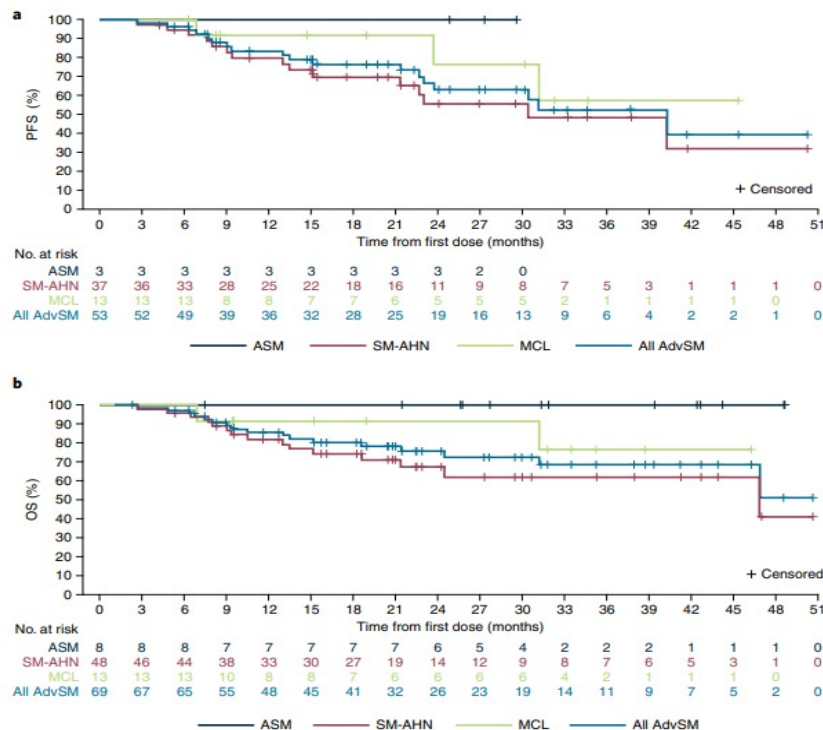 a
100
90
80
70
60
50
40
30
20
10
0
PFS (%)
+ Censored
0 3 6 9 12 15 18 21 24 27 30 33 36 39 42 45 48 51
Time from first dose (months)
No. at risk
ASM 3 3 3 3 3 3 3 3 3 2 0
SM-AHN 37 36 33 28 25 22 18 16 11 9 8 7 5 3 1 1 1 0
MCL 13 13 13 8 8 7 7 6 5 5 5 2 1 1 1 1 0
All AdvSM 53 52 49 39 36 32 28 25 19 16 13 9 6 4 2 2 1 0
ASM SM-AHN MCL All AdvSM
b
100
90
80
70
60
50
40
30
20
10
0
OS (%)
+ Censored
0 3 6 9 12 15 18 21 24 27 30 33 36 39 42 45 48 51
Time from first dose (months)
No. at risk
ASM 8 8 8 7 7 7 7 7 6 5 4 2 2 2 1 1 1 0
SM-AHN 48 46 44 38 33 30 27 19 14 12 9 8 7 6 5 3 1 0
MCL 13 13 13 10 8 8 7 6 6 6 6 4 2 1 1 1 0
All AdvSM 69 67 65 55 48 45 41 32 26 23 19 14 11 9 7 5 2 0
ASM SM-AHN MCL All AdvSM